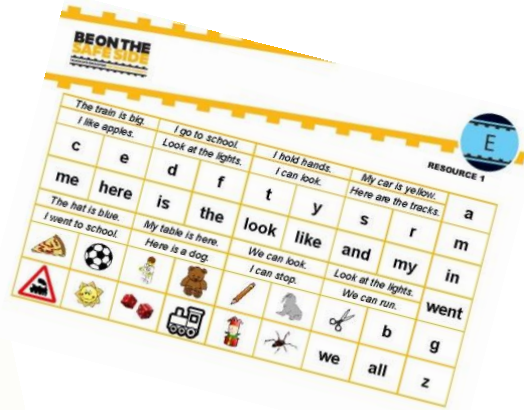 BE ON THE
SAFE SIDE
E
RESOURCE 1
The train is big. I go to school. I hold hands. My car is yellow. a
I like apples. Look at the lights. I can look. Here are the tracks.
c e d f t y s r m
me here is the look like and my in
The hat is blue. My table is here. We can look. Look at the lights. went
I went to school. Here is a dog. I can stop. We can run.
b g
we all z